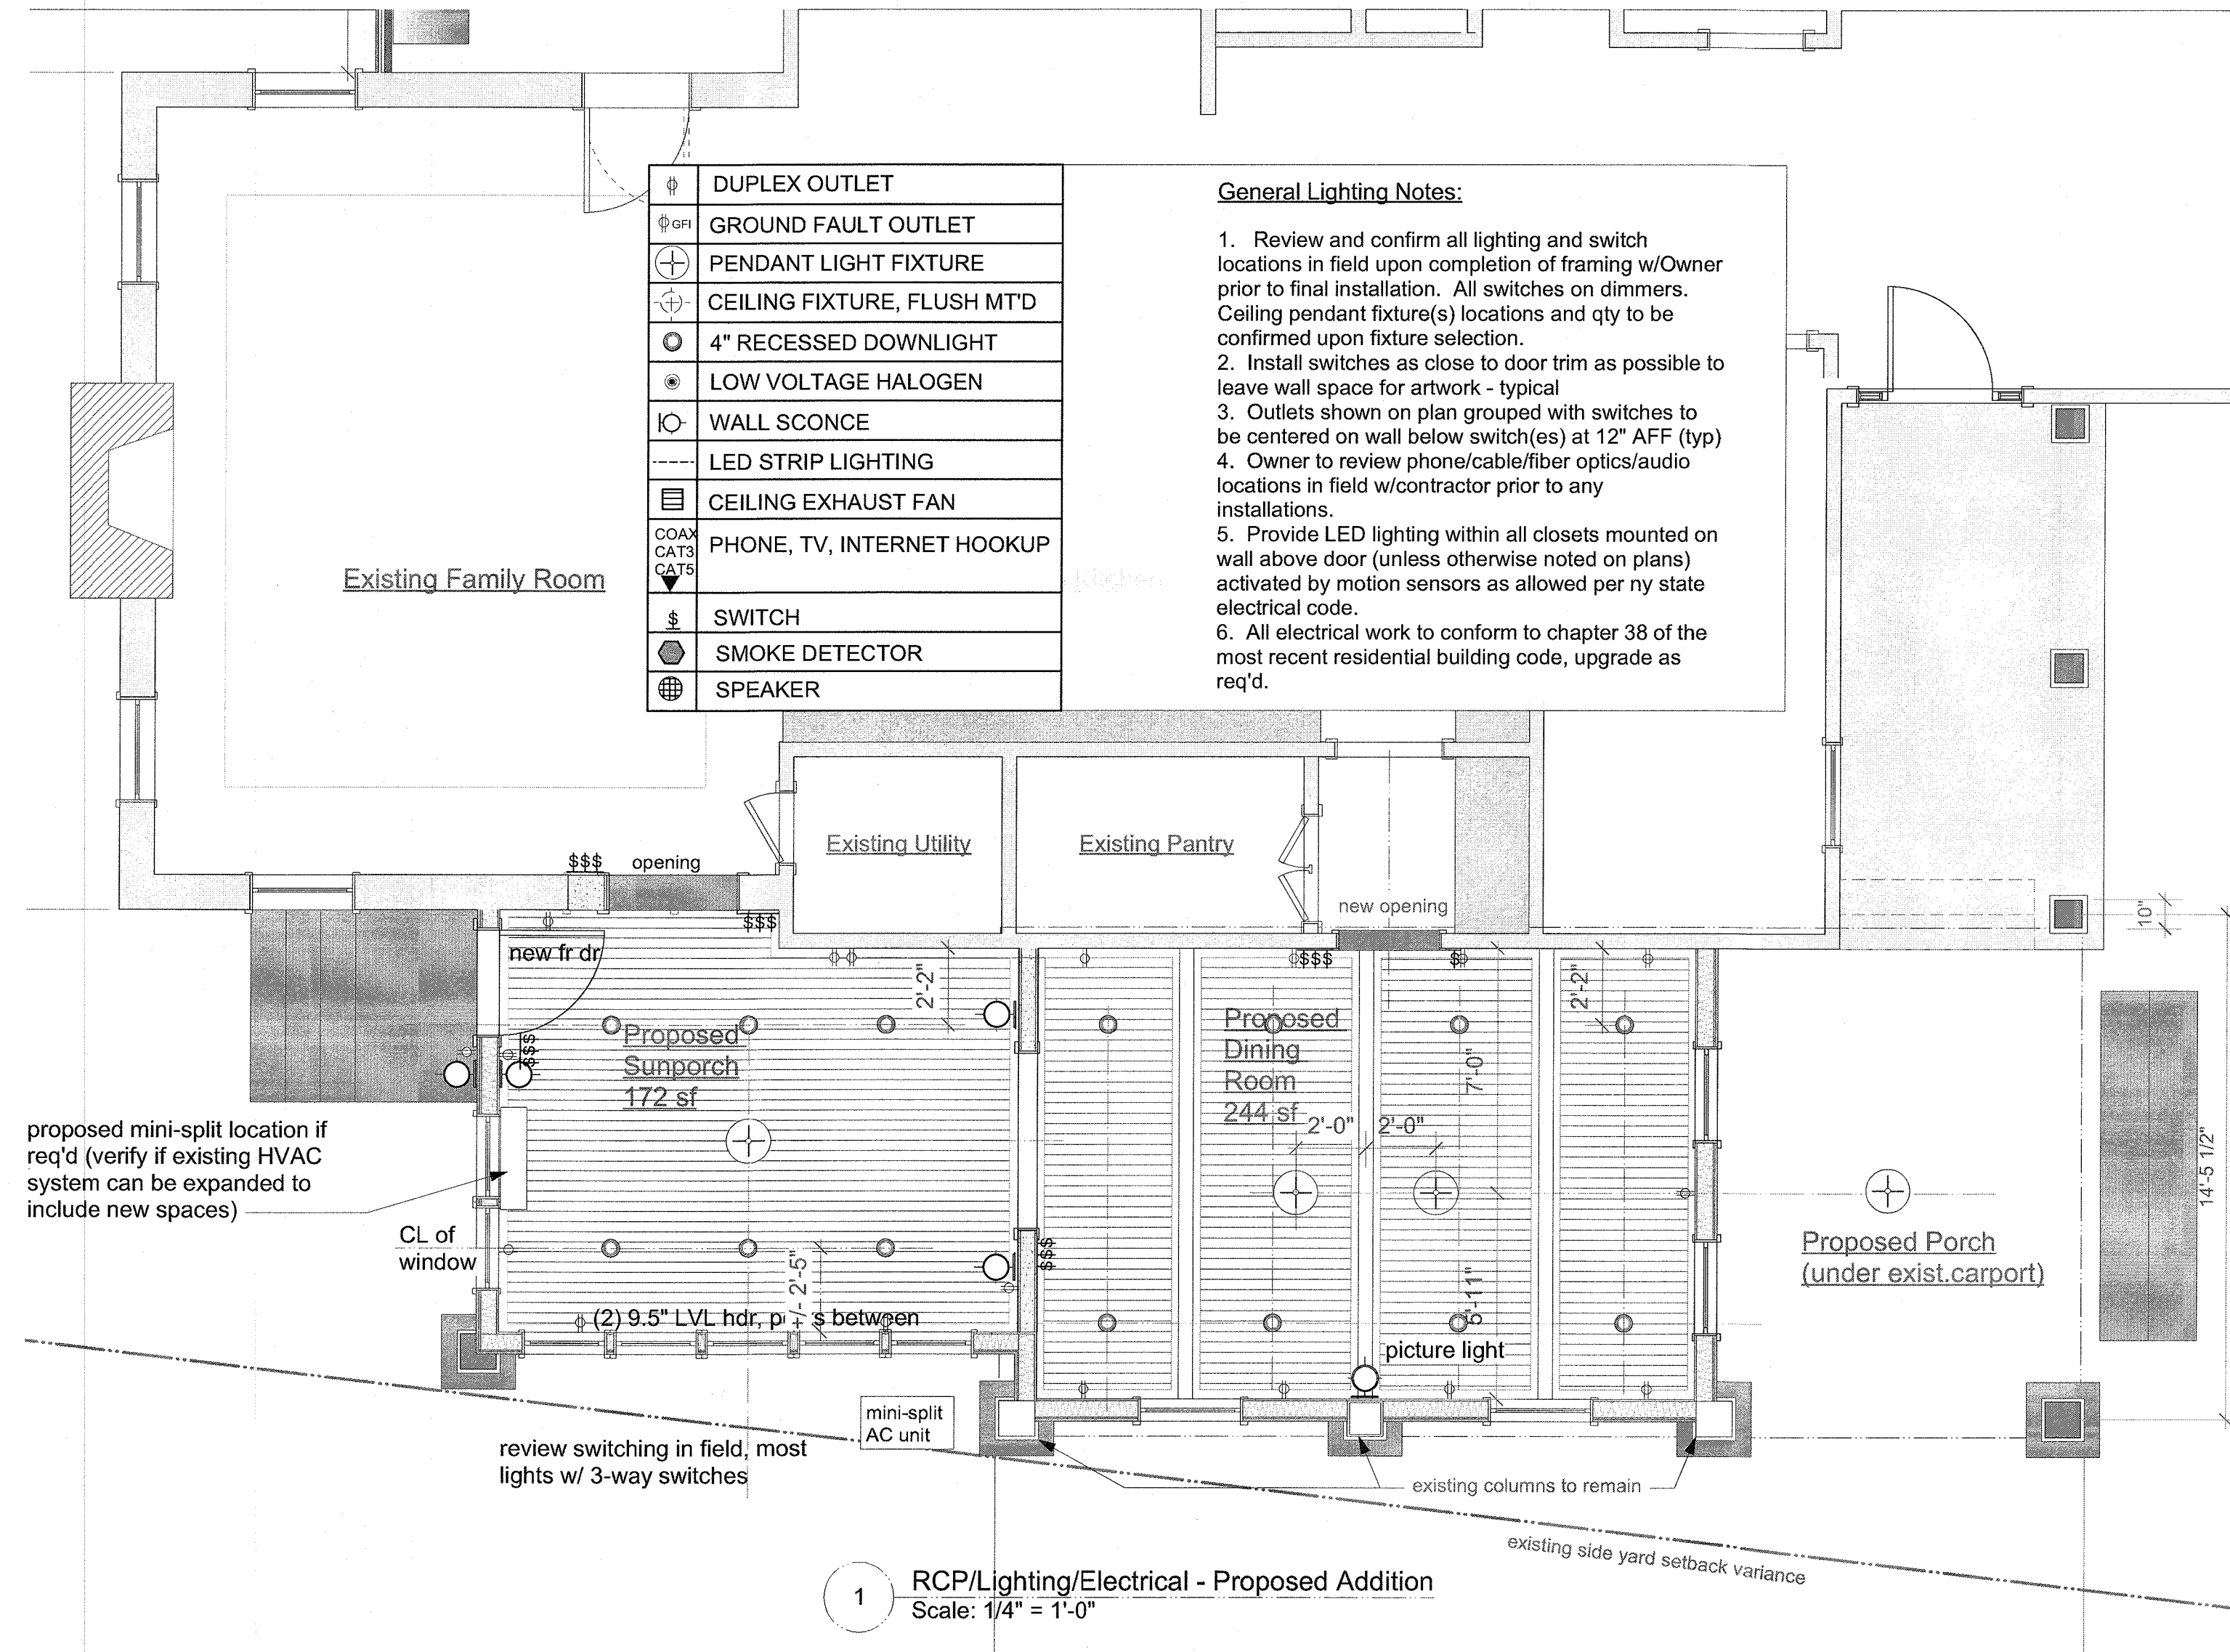 DUPLEX OUTLET
GFI GROUND FAULT OUTLET
PENDANT LIGHT FIXTURE
CEILING FIXTURE, FLUSH MT'D
4" RECESSED DOWNLIGHT
LOW VOLTAGE HALOGEN
WALL SCONCE
LED STRIP LIGHTING
CEILING EXHAUST FAN
COAX
CAT3
CAT5
PHONE, TV, INTERNET HOOKUP
$ SWITCH
SMOKE DETECTOR
SPEAKER
General Lighting Notes:
1. Review and confirm all lighting and switch
locations in field upon completion of framing w/Owner
prior to final installation. All switches on dimmers.
Ceiling pendant fixture(s) locations and qty to be
confirmed upon fixture selection.
2. Install switches as close to door trim as possible to
leave wall space for artwork - typical
3. Outlets shown on plan grouped with switches to
be centered on wall below switch(es) at 12" AFF (typ)
4. Owner to review phone/cable/fiber optics/audio
locations in field w/contractor prior to any
installations.
5. Provide LED lighting within all closets mounted on
wall above door (unless otherwise noted on plans)
activated by motion sensors as allowed per ny state
electrical code.
6. All electrical work to conform to chapter 38 of the
most recent residential building code, upgrade as
req'd.
Existing Family Room
Kitchen
Existing Utility
Existing Pantry
$$$
opening
new opening
10"
$$$
new fr dr
2'-2"
$$$
$
2'-2"
$$$
Proposed
Sunporch
172 sf
Proposed
Dining
Room
244 sf
7'-0"
2'-0"
2'-0"
proposed mini-split location if
req'd (verify if existing HVAC
system can be expanded to
include new spaces)
CL of
window
14'-5 1/2"
Proposed Porch
(under exist.carport)
$$$
+/- 2'-5"
5'-11"
(2) 9.5" LVL hdr, between
picture light
mini-split
AC unit
review switching in field, most
lights w/ 3-way switches
existing columns to remain
existing side yard setback variance
1
RCP/Lighting/Electrical - Proposed Addition
Scale: 1/4" = 1'-0"